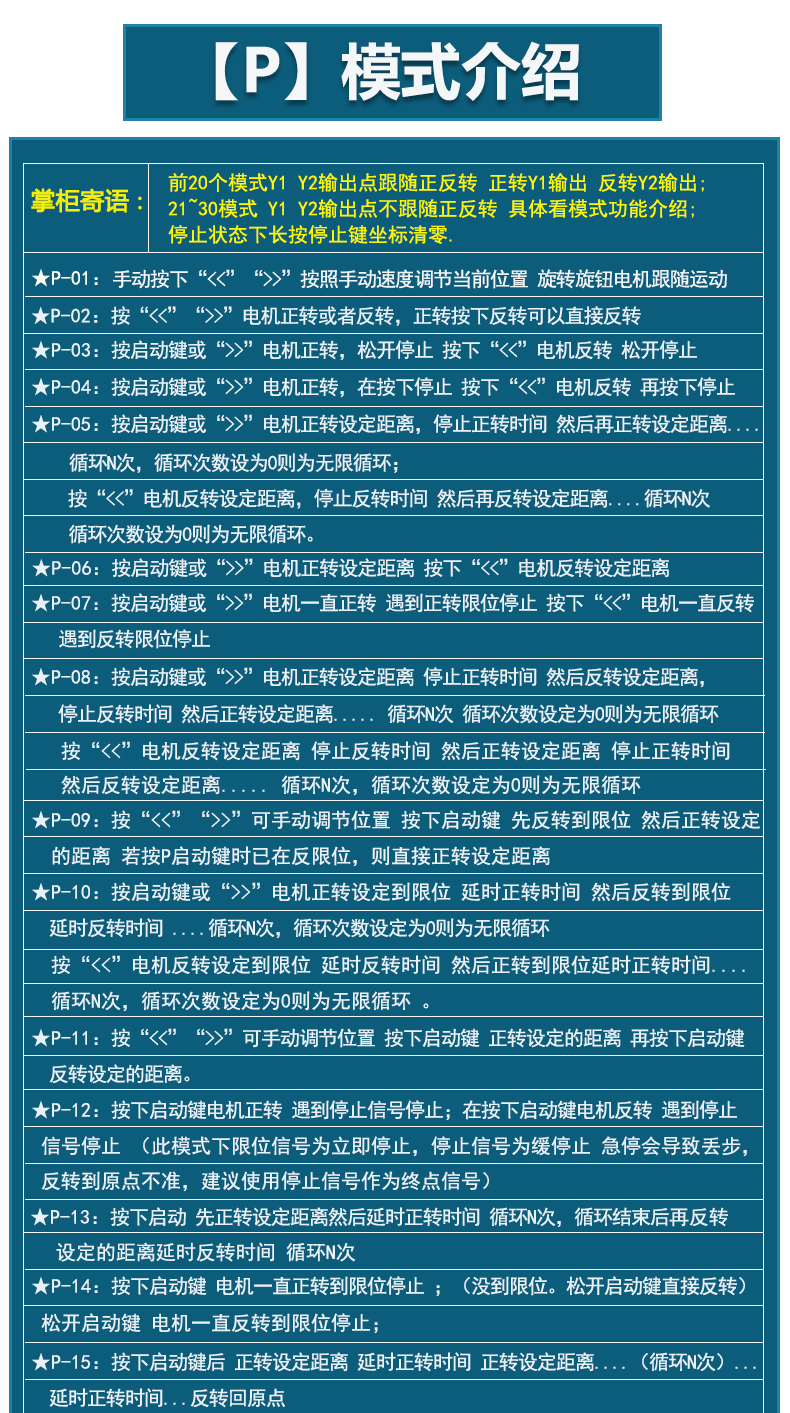 【P】模式介绍
掌柜寄语：
前20个模式Y1 Y2输出点跟随正反转 正转Y1输出 反转Y2输出;
21~30模式 Y1 Y2输出点不跟随正反转 具体看模式功能介绍;
停止状态下长按停止键坐标清零.
★P-01：手动按下“<<” “>>”按照手动速度调节当前位置 旋转旋钮电机跟随运动
★P-02：按“<<” “>>”电机正转或者反转，正转按下反转可以直接反转
★P-03：按启动键或“>>”电机正转，松开停止 按下“<<”电机反转 松开停止
★P-04：按启动键或“>>”电机正转，在按下停止 按下“<<”电机反转 再按下停止
★P-05：按启动键或“>>”电机正转设定距离，停止正转时间 然后再正转设定距离....
循环N次，循环次数设为0则为无限循环；
按“<<”电机反转设定距离，停止反转时间 然后再反转设定距离....循环N次
循环次数设为0则为无限循环。
★P-06：按启动键或“>>”电机正转设定距离 按下“<<”电机反转设定距离
★P-07：按启动键或“>>”电机一直正转 遇到正转限位停止 按下“<<”电机一直反转
遇到反转限位停止
★P-08：按启动键或“>>”电机正转设定距离 停止正转时间 然后反转设定距离，
停止反转时间 然后正转设定距离..... 循环N次 循环次数设定为0则为无限循环
按“<<”电机反转设定距离 停止反转时间 然后正转设定距离 停止正转时间
然后反转设定距离..... 循环N次，循环次数设定为0则为无限循环
★P-09：按“<<” “>>”可手动调节位置 按下启动键 先反转到限位 然后正转设定
的距离 若按P启动键时已在反限位，则直接正转设定距离
★P-10：按启动键或“>>”电机正转设定到限位 延时正转时间 然后反转到限位
延时反转时间 ....循环N次，循环次数设定为0则为无限循环
按“<<”电机反转设定到限位 延时反转时间 然后正转到限位延时正转时间....
循环N次，循环次数设定为0则为无限循环 。
★P-11：按“<<” “>>”可手动调节位置 按下启动键 正转设定的距离 再按下启动键
反转设定的距离。
★P-12：按下启动键电机正转 遇到停止信号停止；在按下启动键电机反转 遇到停止
信号停止 （此模式下限位信号为立即停止，停止信号为缓停止 急停会导致丢步，
反转到原点不准，建议使用停止信号作为终点信号）
★P-13：按下启动 先正转设定距离然后延时正转时间 循环N次，循环结束后再反转
设定的距离延时反转时间 循环N次
★P-14：按下启动键 电机一直正转到限位停止 ；（没到限位。松开启动键直接反转）
松开启动键 电机一直反转到限位停止；
★P-15：按下启动键后 正转设定距离 延时正转时间 正转设定距离....（循环N次）...
延时正转时间...反转回原点